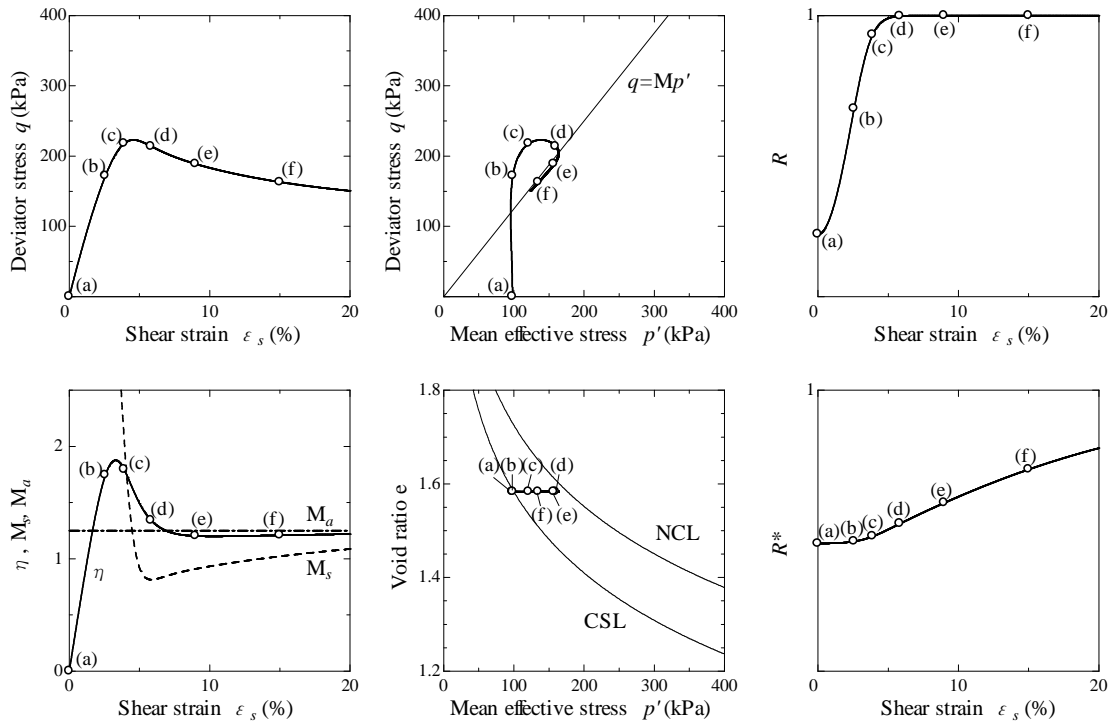 400
300
200
100
0
10
20
Deviator stress q (kPa)
Shear strain ε s (%)
(a)
(b)
(c)
(d)
(e)
(f)
400
300
200
100
0
100
200
300
400
Deviator stress q (kPa)
Mean effective stress p′ (kPa)
q=Mp′
(a)
(b)
(c)
(d)
(e)
(f)
1
R
0
10
20
Shear strain ε s (%)
(a)
(b)
(c)
(d)
(e)
(f)
2
1
0
0
10
20
η , Ms, Ma
Shear strain ε s (%)
(a)
(b)
(c)
(d)
(e)
(f)
Ma
Ms
η
1.8
1.6
1.4
1.2
0
100
200
300
400
Void ratio e
Mean effective stress p′ (kPa)
(a)(b)(c) (d)
(f) (e)
NCL
CSL
1
R*
0
10
20
Shear strain ε s (%)
(a)
(b)
(c)
(d)
(e)
(f)